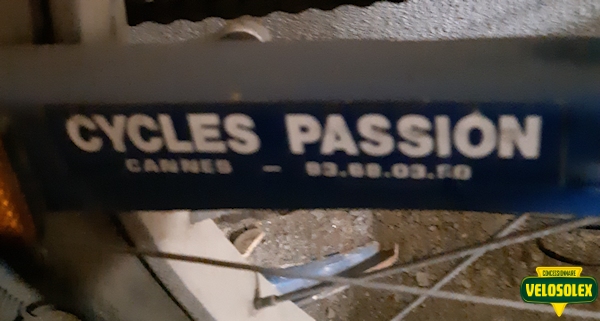 CYCLES PASSION
CANNES -
CONCESSIONNAIRE
VELOSOLEX